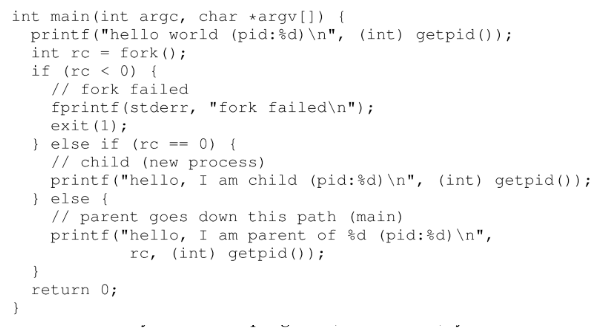 int main(int argc, char *argv[]) {
  printf("hello world (pid:%d)\n", (int) getpid());
  int rc = fork();
  if (rc < 0) {
    // fork failed
    fprintf(stderr, "fork failed\n");
    exit(1);
  } else if (rc == 0) {
    // child (new process)
    printf("hello, I am child (pid:%d)\n", (int) getpid());
  } else {
    // parent goes down this path (main)
    printf("hello, I am parent of %d (pid:%d)\n",
            rc, (int) getpid());
  }
  return 0;
}